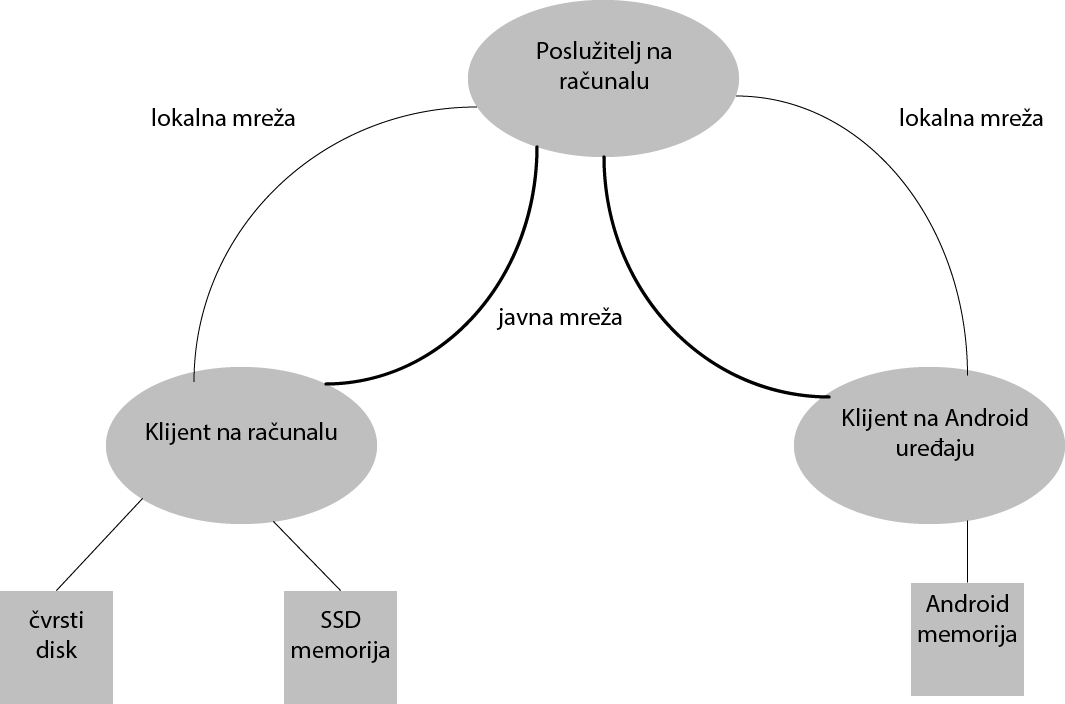 Poslužitelj na
računalu
lokalna mreža
lokalna mreža
javna mreža
Klijent na računalu
Klijent na Android
uređaju
čvrsti
disk
SSD
memorija
Android
memorija